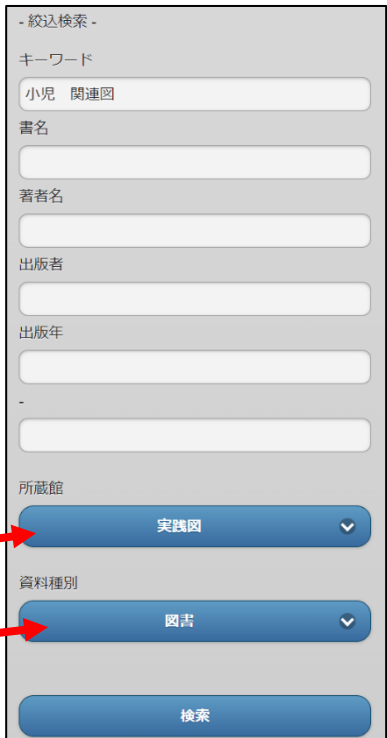 - 絞込検索 -
キーワード
小児　関連図
書名
著者名
出版者
出版年
-
所蔵館
実践図
資料種別
図書
検索